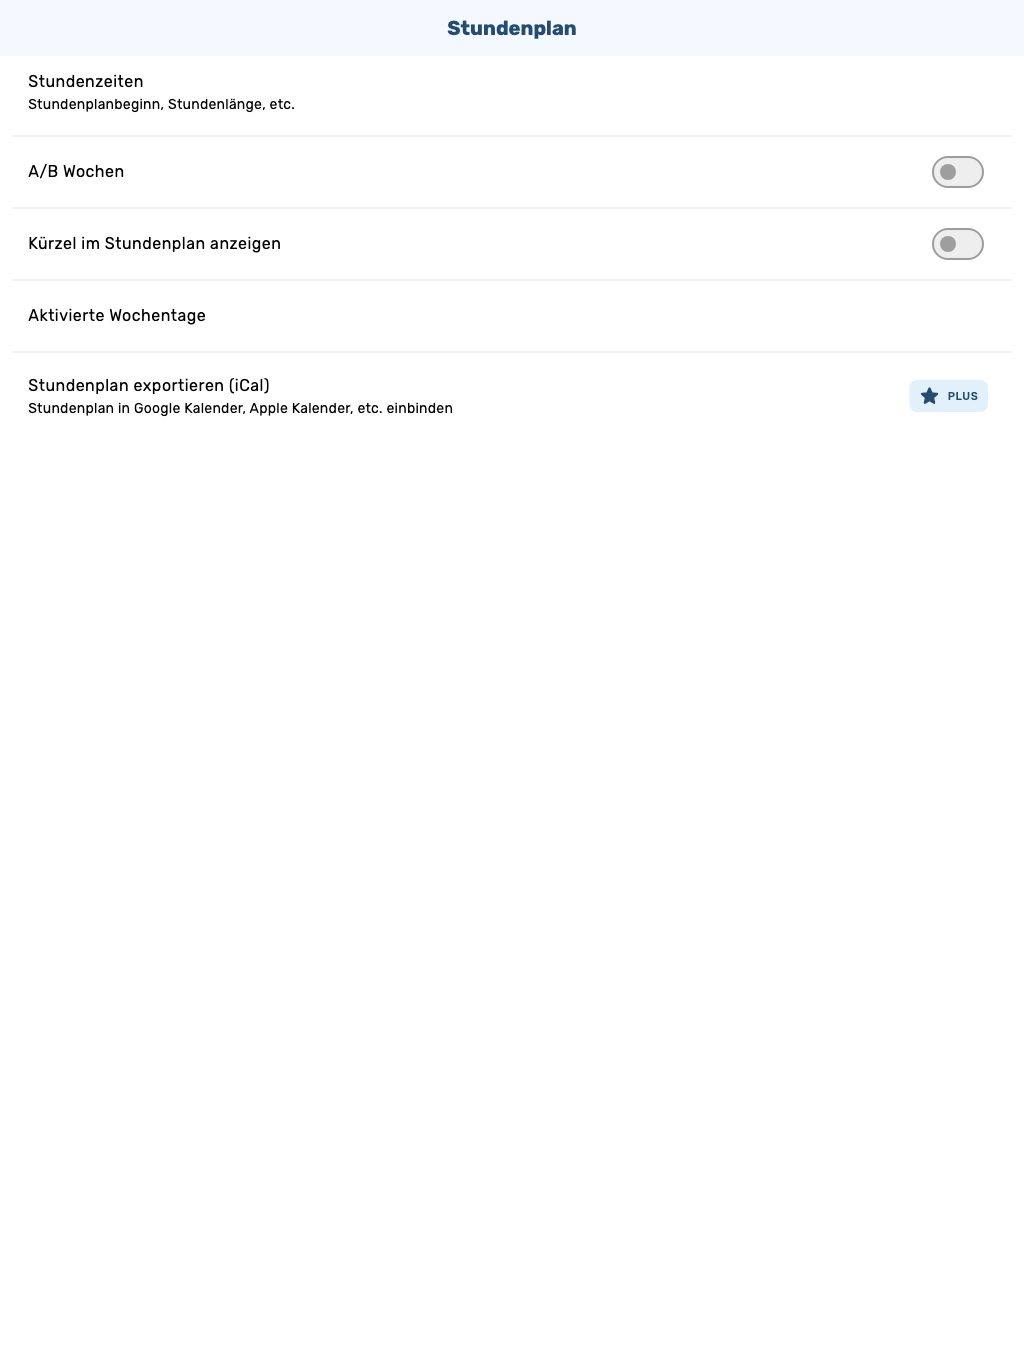 Stundenplan
Stundenzeiten
Stundenplanbeginn, Stundenlänge, etc.
A/B Wochen
Kürzel im Stundenplan anzeigen
Aktivierte Wochentage
Stundenplan exportieren (iCal)
Stundenplan in Google Kalender, Apple Kalender, etc. einbinden
PLUS